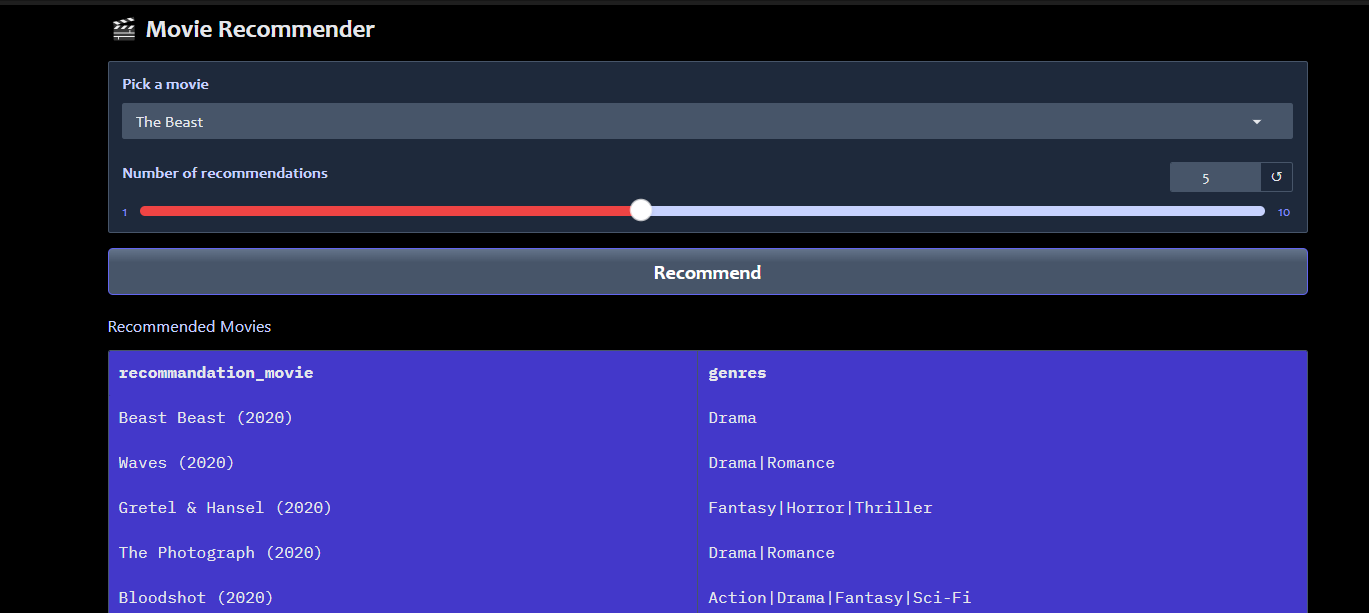 🎬 Movie Recommender
Pick a movie
The Beast
Number of recommendations
5
1
10
Recommend
Recommended Movies
recommandation_movie genres
Beast Beast (2020) Drama
Waves (2020) Drama|Romance
Gretel & Hansel (2020) Fantasy|Horror|Thriller
The Photograph (2020) Drama|Romance
Bloodshot (2020) Action|Drama|Fantasy|Sci-Fi